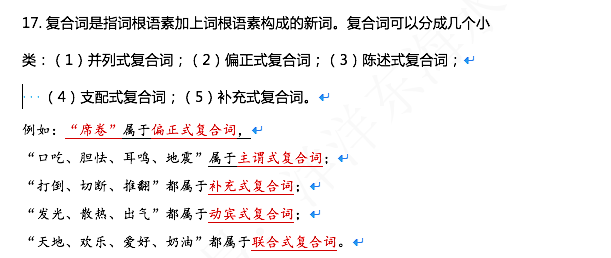 17. 复合词是指词根语素加上词根语素构成的新词。复合词可以分成几个小
类：（1）并列式复合词；（2）偏正式复合词；（3）陈述式复合词；
（4）支配式复合词；（5）补充式复合词。
例如：“席卷”属于偏正式复合词，
“口吃、胆怯、耳鸣、地震”属于主谓式复合词；
“打倒、切断、推翻”都属于补充式复合词；
“发光、散热、出气”都属于动宾式复合词；
“天地、欢乐、爱好、奶油”都属于联合式复合词。